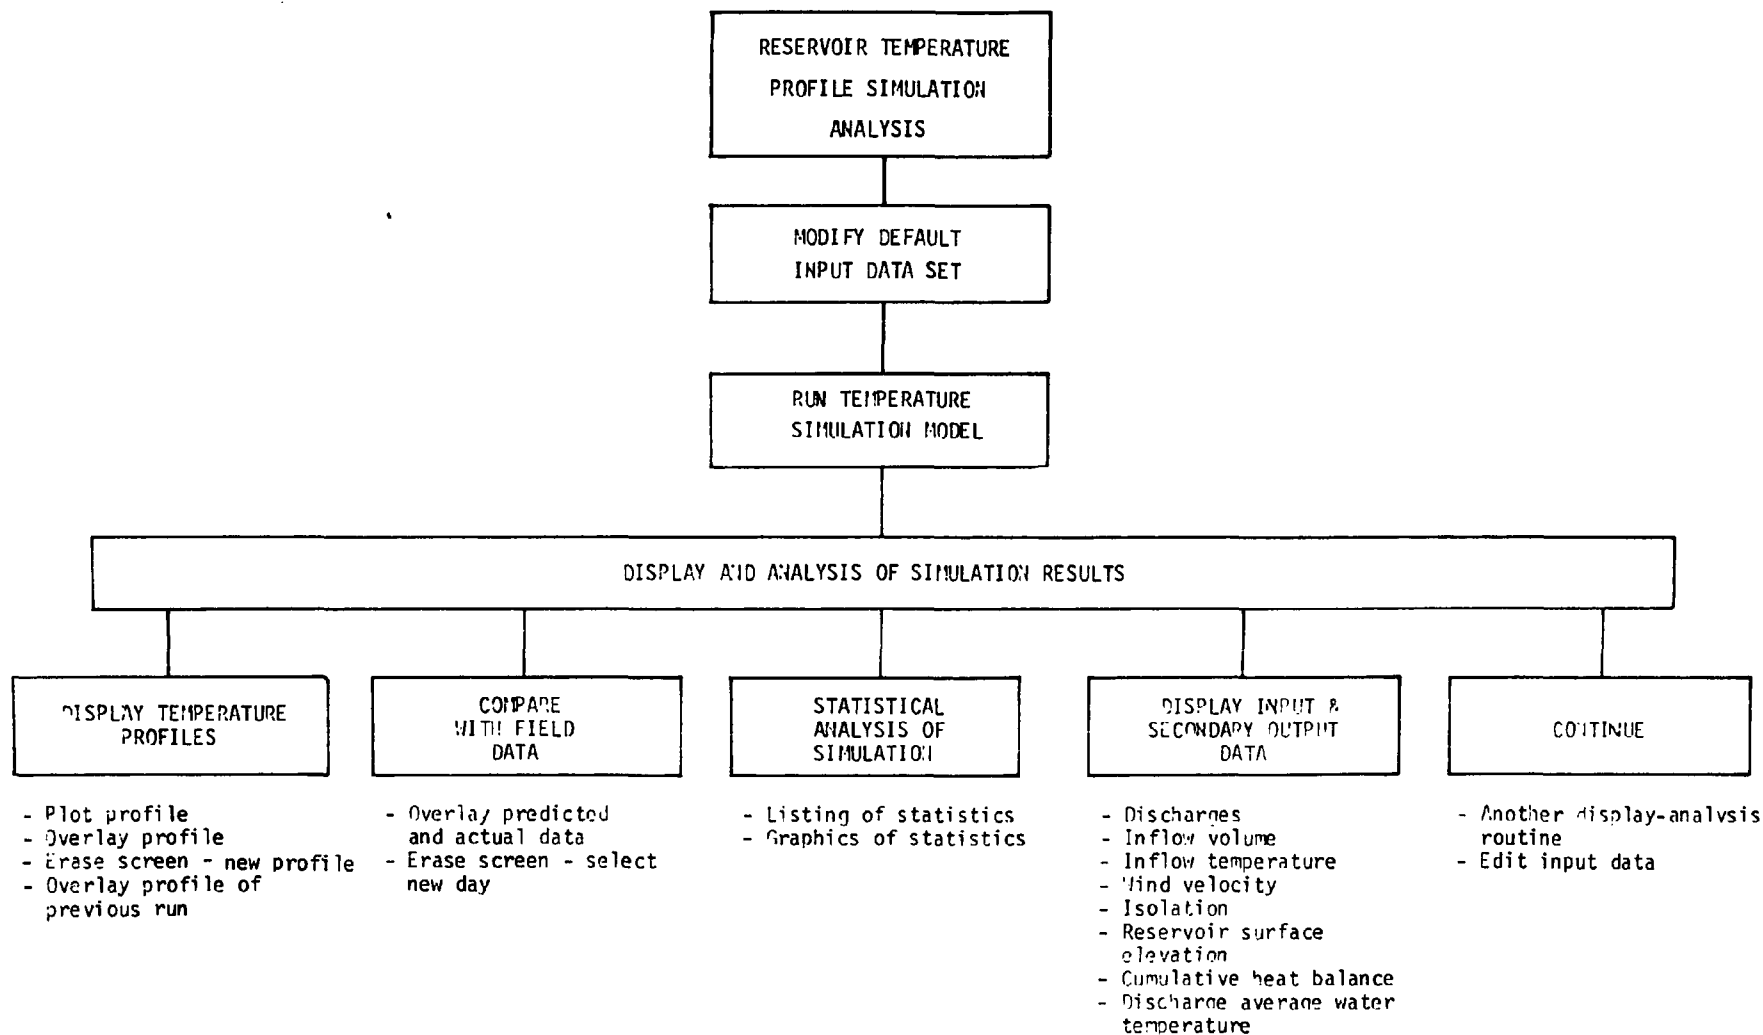 RESERVOIR TEMPERATURE
PROFILE SIMULATION
ANALYSIS
MODIFY DEFAULT
INPUT DATA SET
RUN TEMPERATURE
SIMULATION MODEL
DISPLAY AND ANALYSIS OF SIMULATION RESULTS
DISPLAY TEMPERATURE
PROFILES
COMPARE
WITH FIELD
DATA
STATISTICAL
ANALYSIS OF
SIMULATION
DISPLAY INPUT &
SECONDARY OUTPUT
DATA
CONTINUE
- Plot profile
- Overlay profile
- Erase screen - new profile
- Overlay profile of
previous run
- Overlay predicted
and actual data
- Erase screen - select
new day
- Listing of statistics
- Graphics of statistics
- Discharges
- Inflow volume
- Inflow temperature
- Wind velocity
- Isolation
- Reservoir surface
elevation
- Cumulative heat balance
- Discharge average water
temperature
- Another display-analysis
routine
- Edit input data